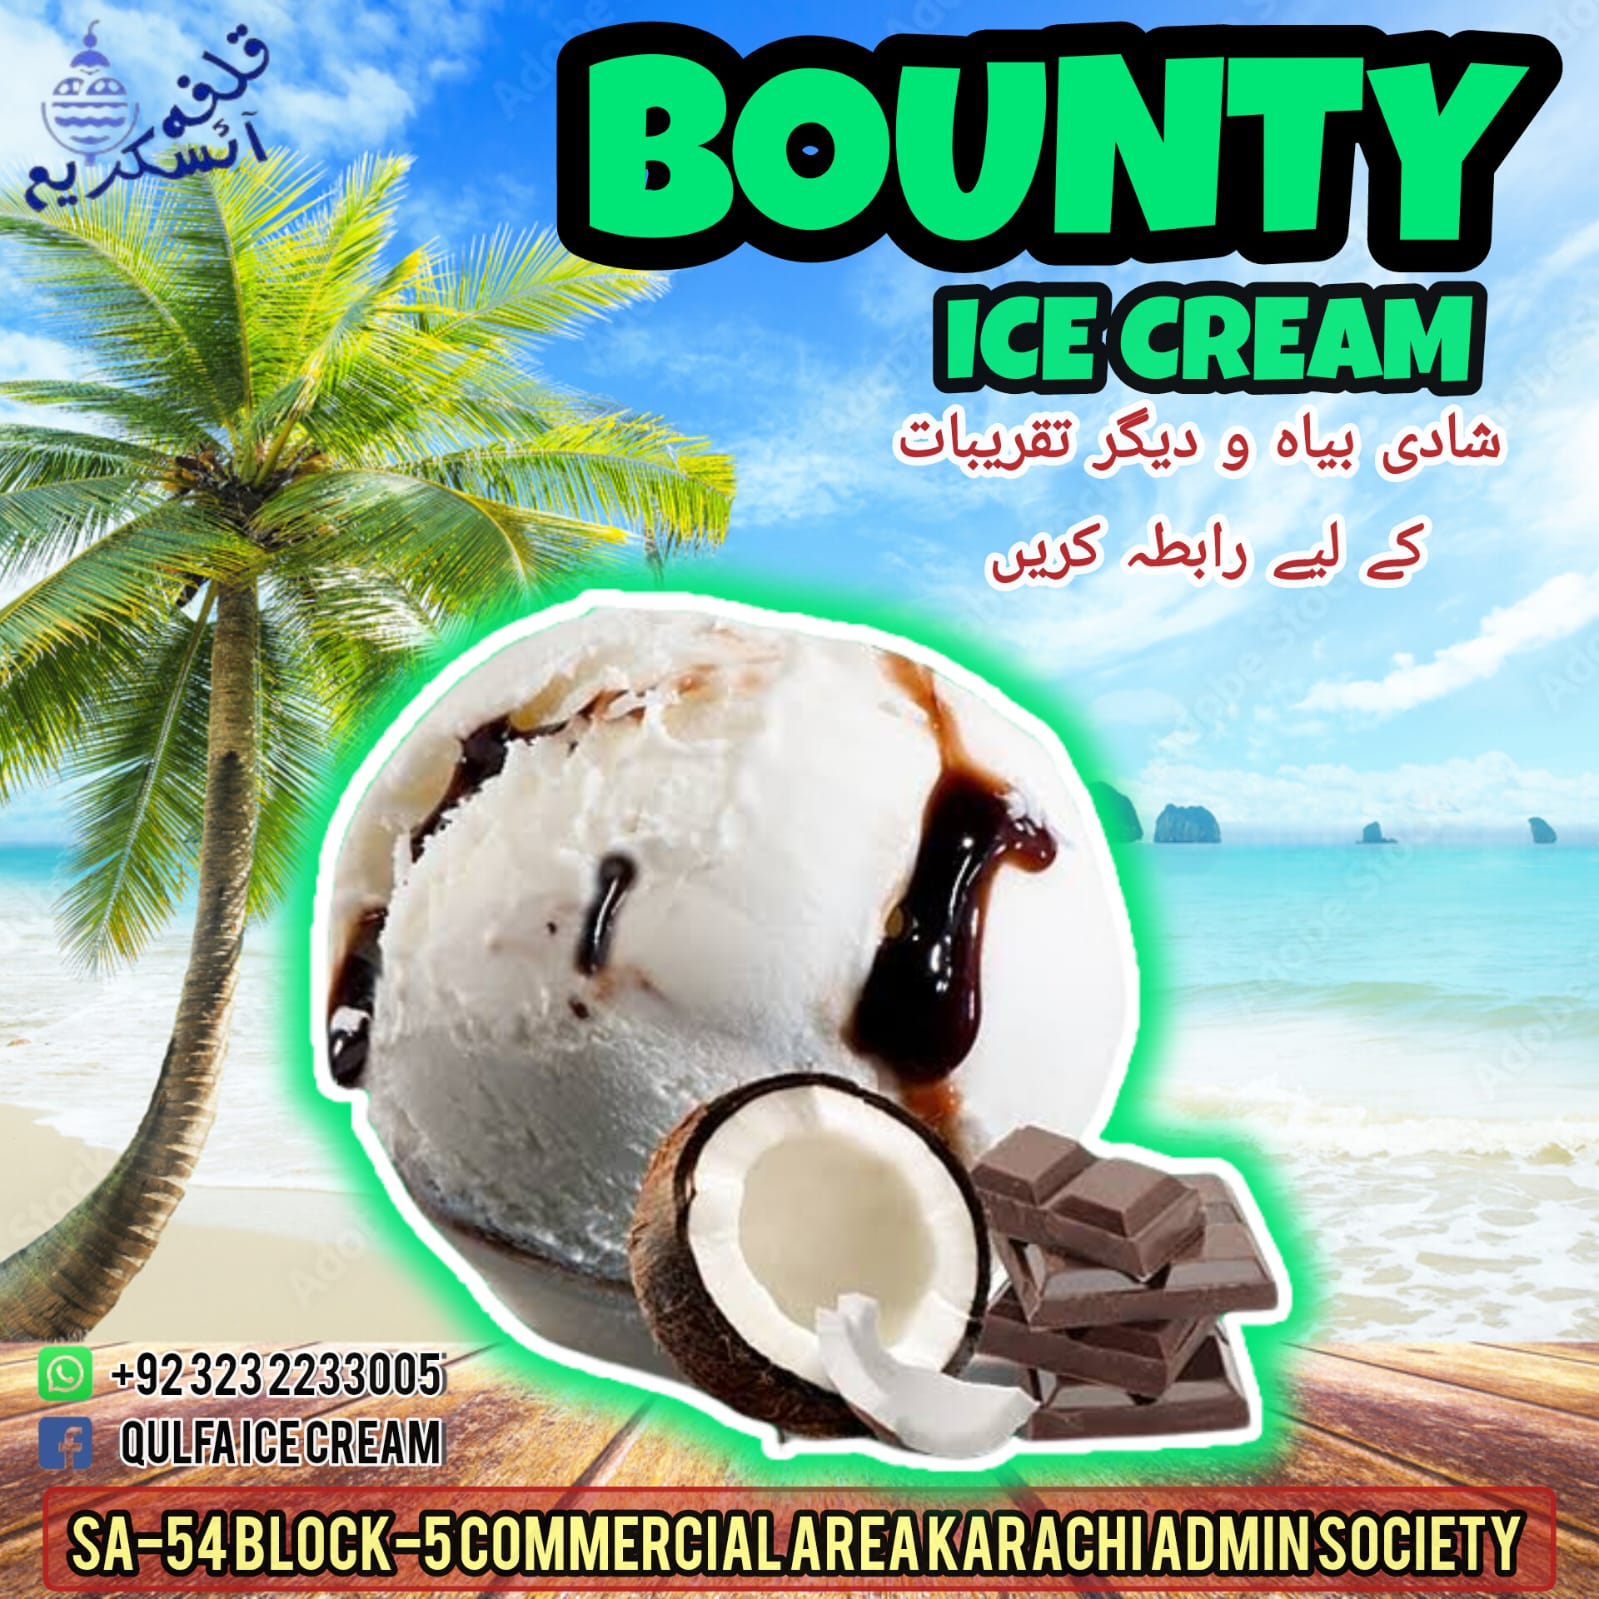 قلفہ
آئسکریم
BOUNTY
ICE CREAM
شادی بیاہ و دیگر تقریبات
کے لیے رابطہ کریں
+92 323 2233005
QULFA ICE CREAM
SA-54 BLOCK-5 COMMERCIAL AREA KARACHI ADMIN SOCIETY